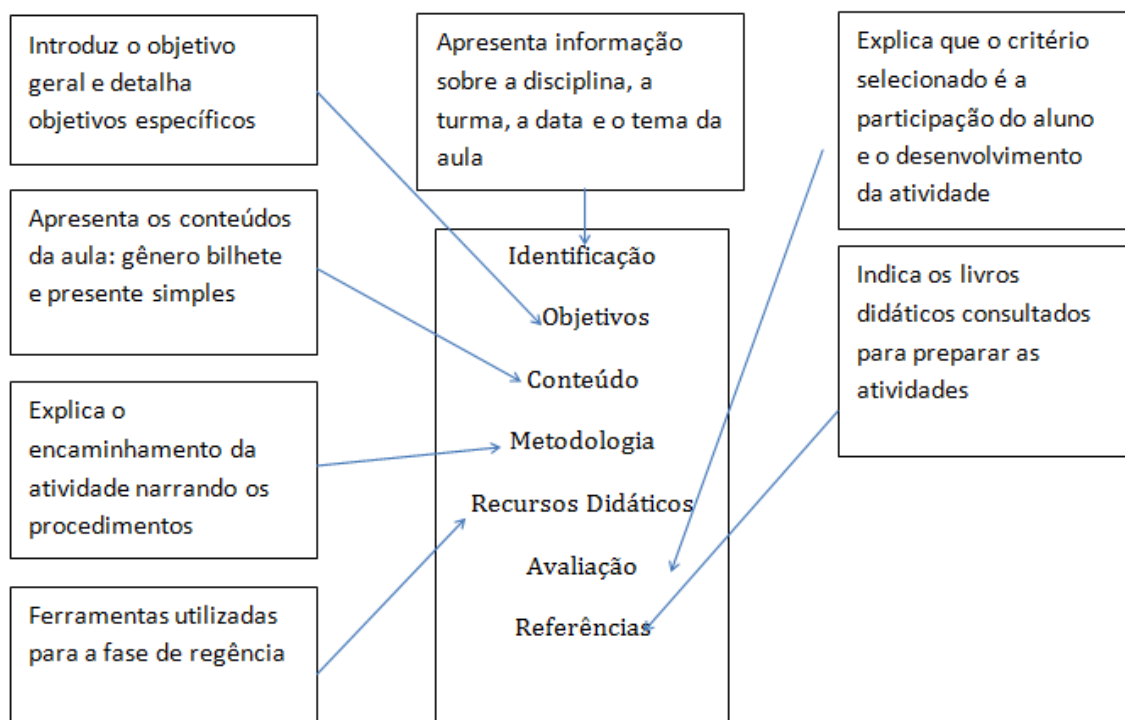 Introduz o objetivo
geral e detalha
objetivos específicos
Apresenta os conteúdos
da aula: gênero bilhete
e presente simples
Explica o
encaminhamento da
atividade narrando os
procedimentos
Ferramentas utilizadas
para a fase de regência
Apresenta informação
sobre a disciplina, a
turma, a data e o tema da
aula
Identificação
Objetivos
Conteúdo
Metodologia
Recursos Didáticos
Avaliação
Referências
Explica que o critério
selecionado é a
participação do aluno
e o desenvolvimento
da atividade
Indica os livros
didáticos consultados
para preparar as
atividades